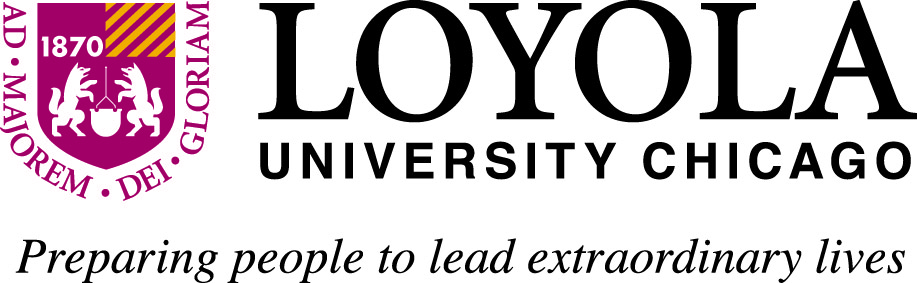 1870
AD • MAJOREM • DEI • GLORIAM
LOYOLA
UNIVERSITY CHICAGO
Preparing people to lead extraordinary lives